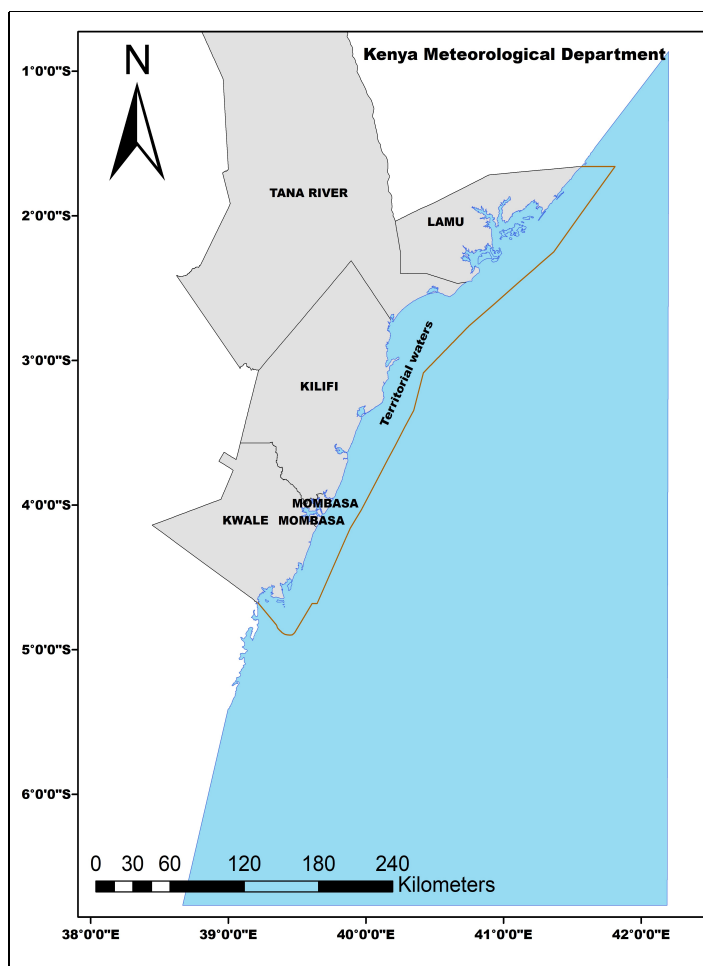 Kenya Meteorological Department
N
1°0'0"S
2°0'0"S
3°0'0"S
4°0'0"S
5°0'0"S
6°0'0"S
TANA RIVER
LAMU
Territorial waters
KILIFI
MOMBASA
KWALE
MOMBASA
0 30 60 120 180 240
Kilometers
38°0'0"E 39°0'0"E 40°0'0"E 41°0'0"E 42°0'0"E